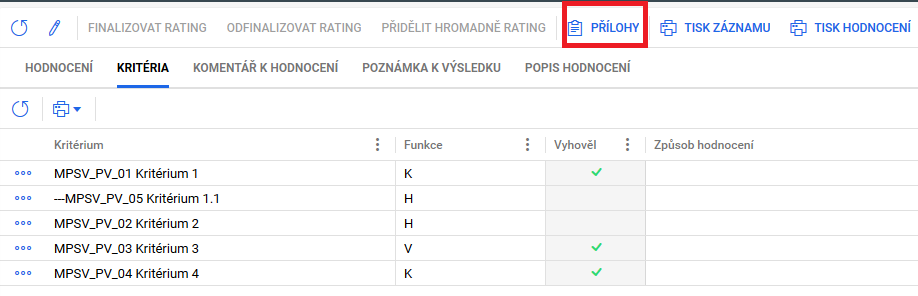 FINALIZOVAT RATING ODFINALIZOVAT RATING PŘIDĚLIT HROMADNĚ RATING PŘÍLOHY TISK ZÁZNAMU TISK HODNOCENÍ
HODNOCENÍ KRITÉRIA KOMENTÁŘ K HODNOCENÍ POZNÁMKA K VÝSLEDKU POPIS HODNOCENÍ
Kritérium Funkce Vyhověl Způsob hodnocení
MPSV_PV_01 Kritérium 1 K
---MPSV_PV_05 Kritérium 1.1 H
MPSV_PV_02 Kritérium 2 H
MPSV_PV_03 Kritérium 3 V
MPSV_PV_04 Kritérium 4 K